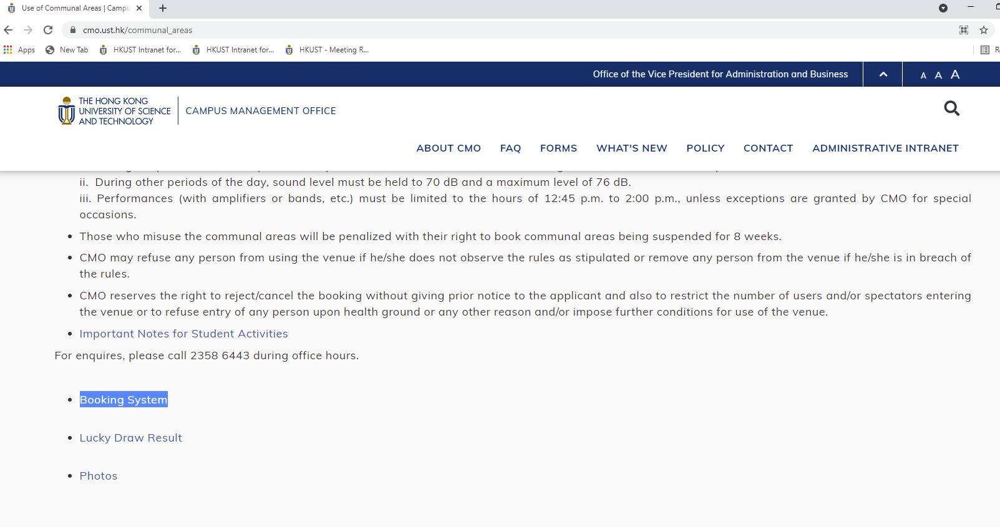 Use of Communal Areas | Campu
cmo.ust.hk/communal_areas
Apps New Tab HKUST Intranet for... HKUST Intranet for... HKUST - Meeting R...
Office of the Vice President for Administration and Business
A A A
THE HONG KONG
UNIVERSITY OF SCIENCE
AND TECHNOLOGY
CAMPUS MANAGEMENT OFFICE
ABOUT CMO FAQ FORMS WHAT'S NEW POLICY CONTACT ADMINISTRATIVE INTRANET
ii. During other periods of the day, sound level must be held to 70 dB and a maximum level of 76 dB.
iii. Performances (with amplifiers or bands, etc.) must be limited to the hours of 12:45 p.m. to 2:00 p.m., unless exceptions are granted by CMO for special
occasions.
• Those who misuse the communal areas will be penalized with their right to book communal areas being suspended for 8 weeks.
• CMO may refuse any person from using the venue if he/she does not observe the rules as stipulated or remove any person from the venue if he/she is in breach of
the rules.
• CMO reserves the right to reject/cancel the booking without giving prior notice to the applicant and also to restrict the number of users and/or spectators entering
the venue or to refuse entry of any person upon health ground or any other reason and/or impose further conditions for use of the venue.
• Important Notes for Student Activities
For enquires, please call 2358 6443 during office hours.
• Booking System
• Lucky Draw Result
• Photos